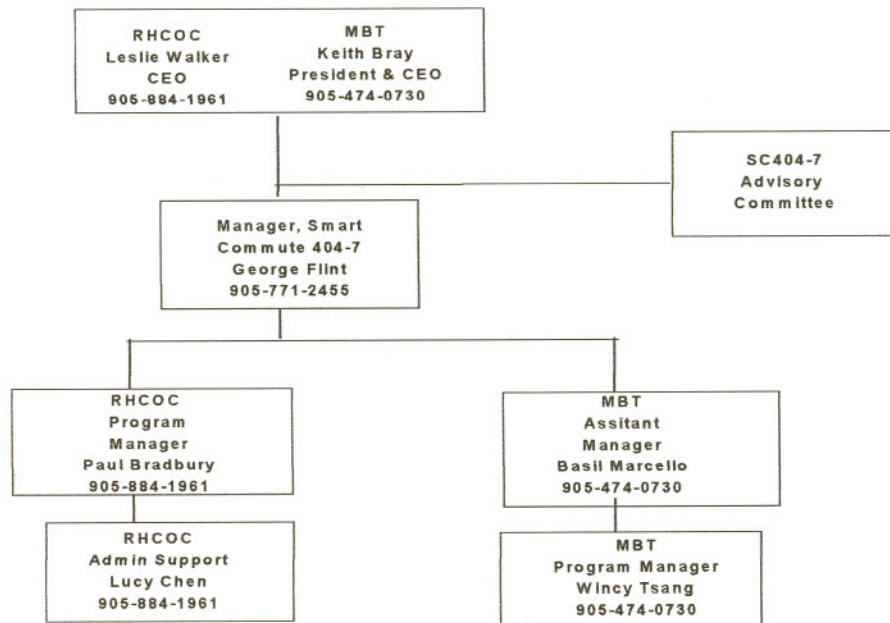 RHCOC
Leslie Walker
CEO
905-884-1961
MBT
Keith Bray
President & CEO
905-474-0730
SC404-7
Advisory
Committee
Manager, Smart
Commute 404-7
George Flint
905-771-2455
RHCOC
Program
Manager
Paul Bradbury
905-884-1961
MBT
Assitant
Manager
Basil Marcello
905-474-0730
RHCOC
Admin Support
Lucy Chen
905-884-1961
MBT
Program Manager
Wincy Tsang
905-474-0730